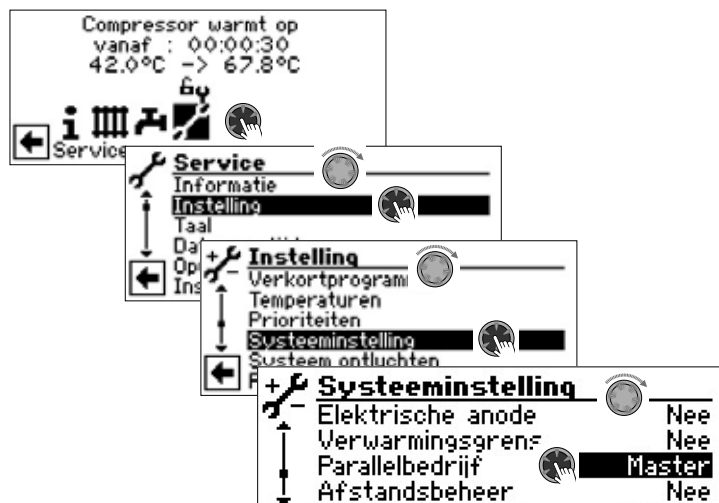 Compressor warmt op
vanaf : 00:00:30
42.0°C -> 67.8°C
Service
Service
Informatie
Instelling
Taal
Instelling
Temperaturen
Prioriteiten
Systeeminstelling
Systeem ontluchten
Systeeminstelling
Elektrische anode Nee
Nee
Parallelbedrijf Master
Afstandsbeheer Nee